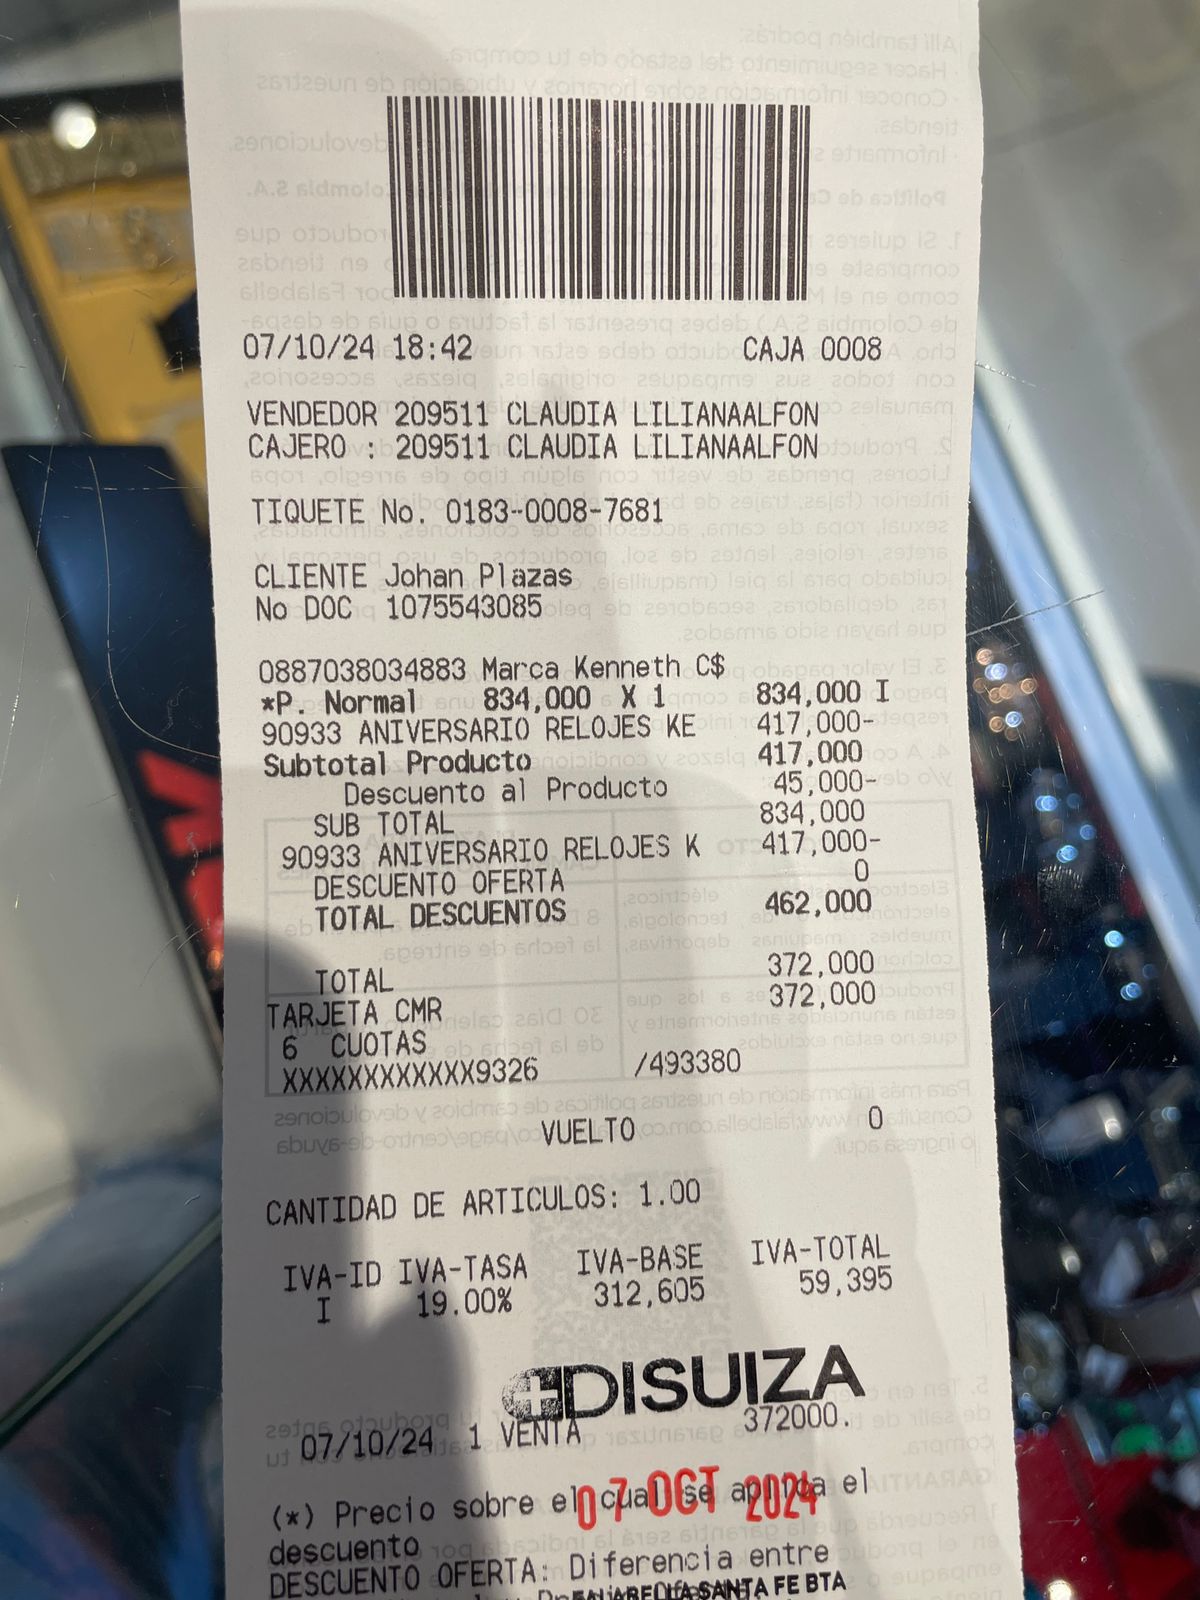 07/10/24 18:42 CAJA 0008
VENDEDOR 209511 CLAUDIA LILIANAALFON
CAJERO : 209511 CLAUDIA LILIANAALFON
TIQUETE No. 0183-0008-7681
CLIENTE Johan Plazas
No DOC 1075543085
0887038034883 Marca Kenneth C$
*P. Normal 834,000 X 1 834,000 I
90933 ANIVERSARIO RELOJES KE 417,000-
Subtotal Producto 417,000
Descuento al Producto 45,000-
SUB TOTAL 834,000
90933 ANIVERSARIO RELOJES K 417,000-
DESCUENTO OFERTA 0
TOTAL DESCUENTOS 462,000
TOTAL 372,000
TARJETA CMR 372,000
6 CUOTAS
XXXXXXXXXXXX9326 /493380
VUELTO 0
CANTIDAD DE ARTICULOS: 1.00
IVA-ID IVA-TASA IVA-BASE IVA-TOTAL
I 19.00% 312,605 59,395
DISUIZA
07/10/24 1 VENTA 372000.
07 OCT 2024
(*) Precio sobre el cual se aplica el
descuento
DESCUENTO OFERTA: Diferencia entre
FALABELLA SANTA FE BTA